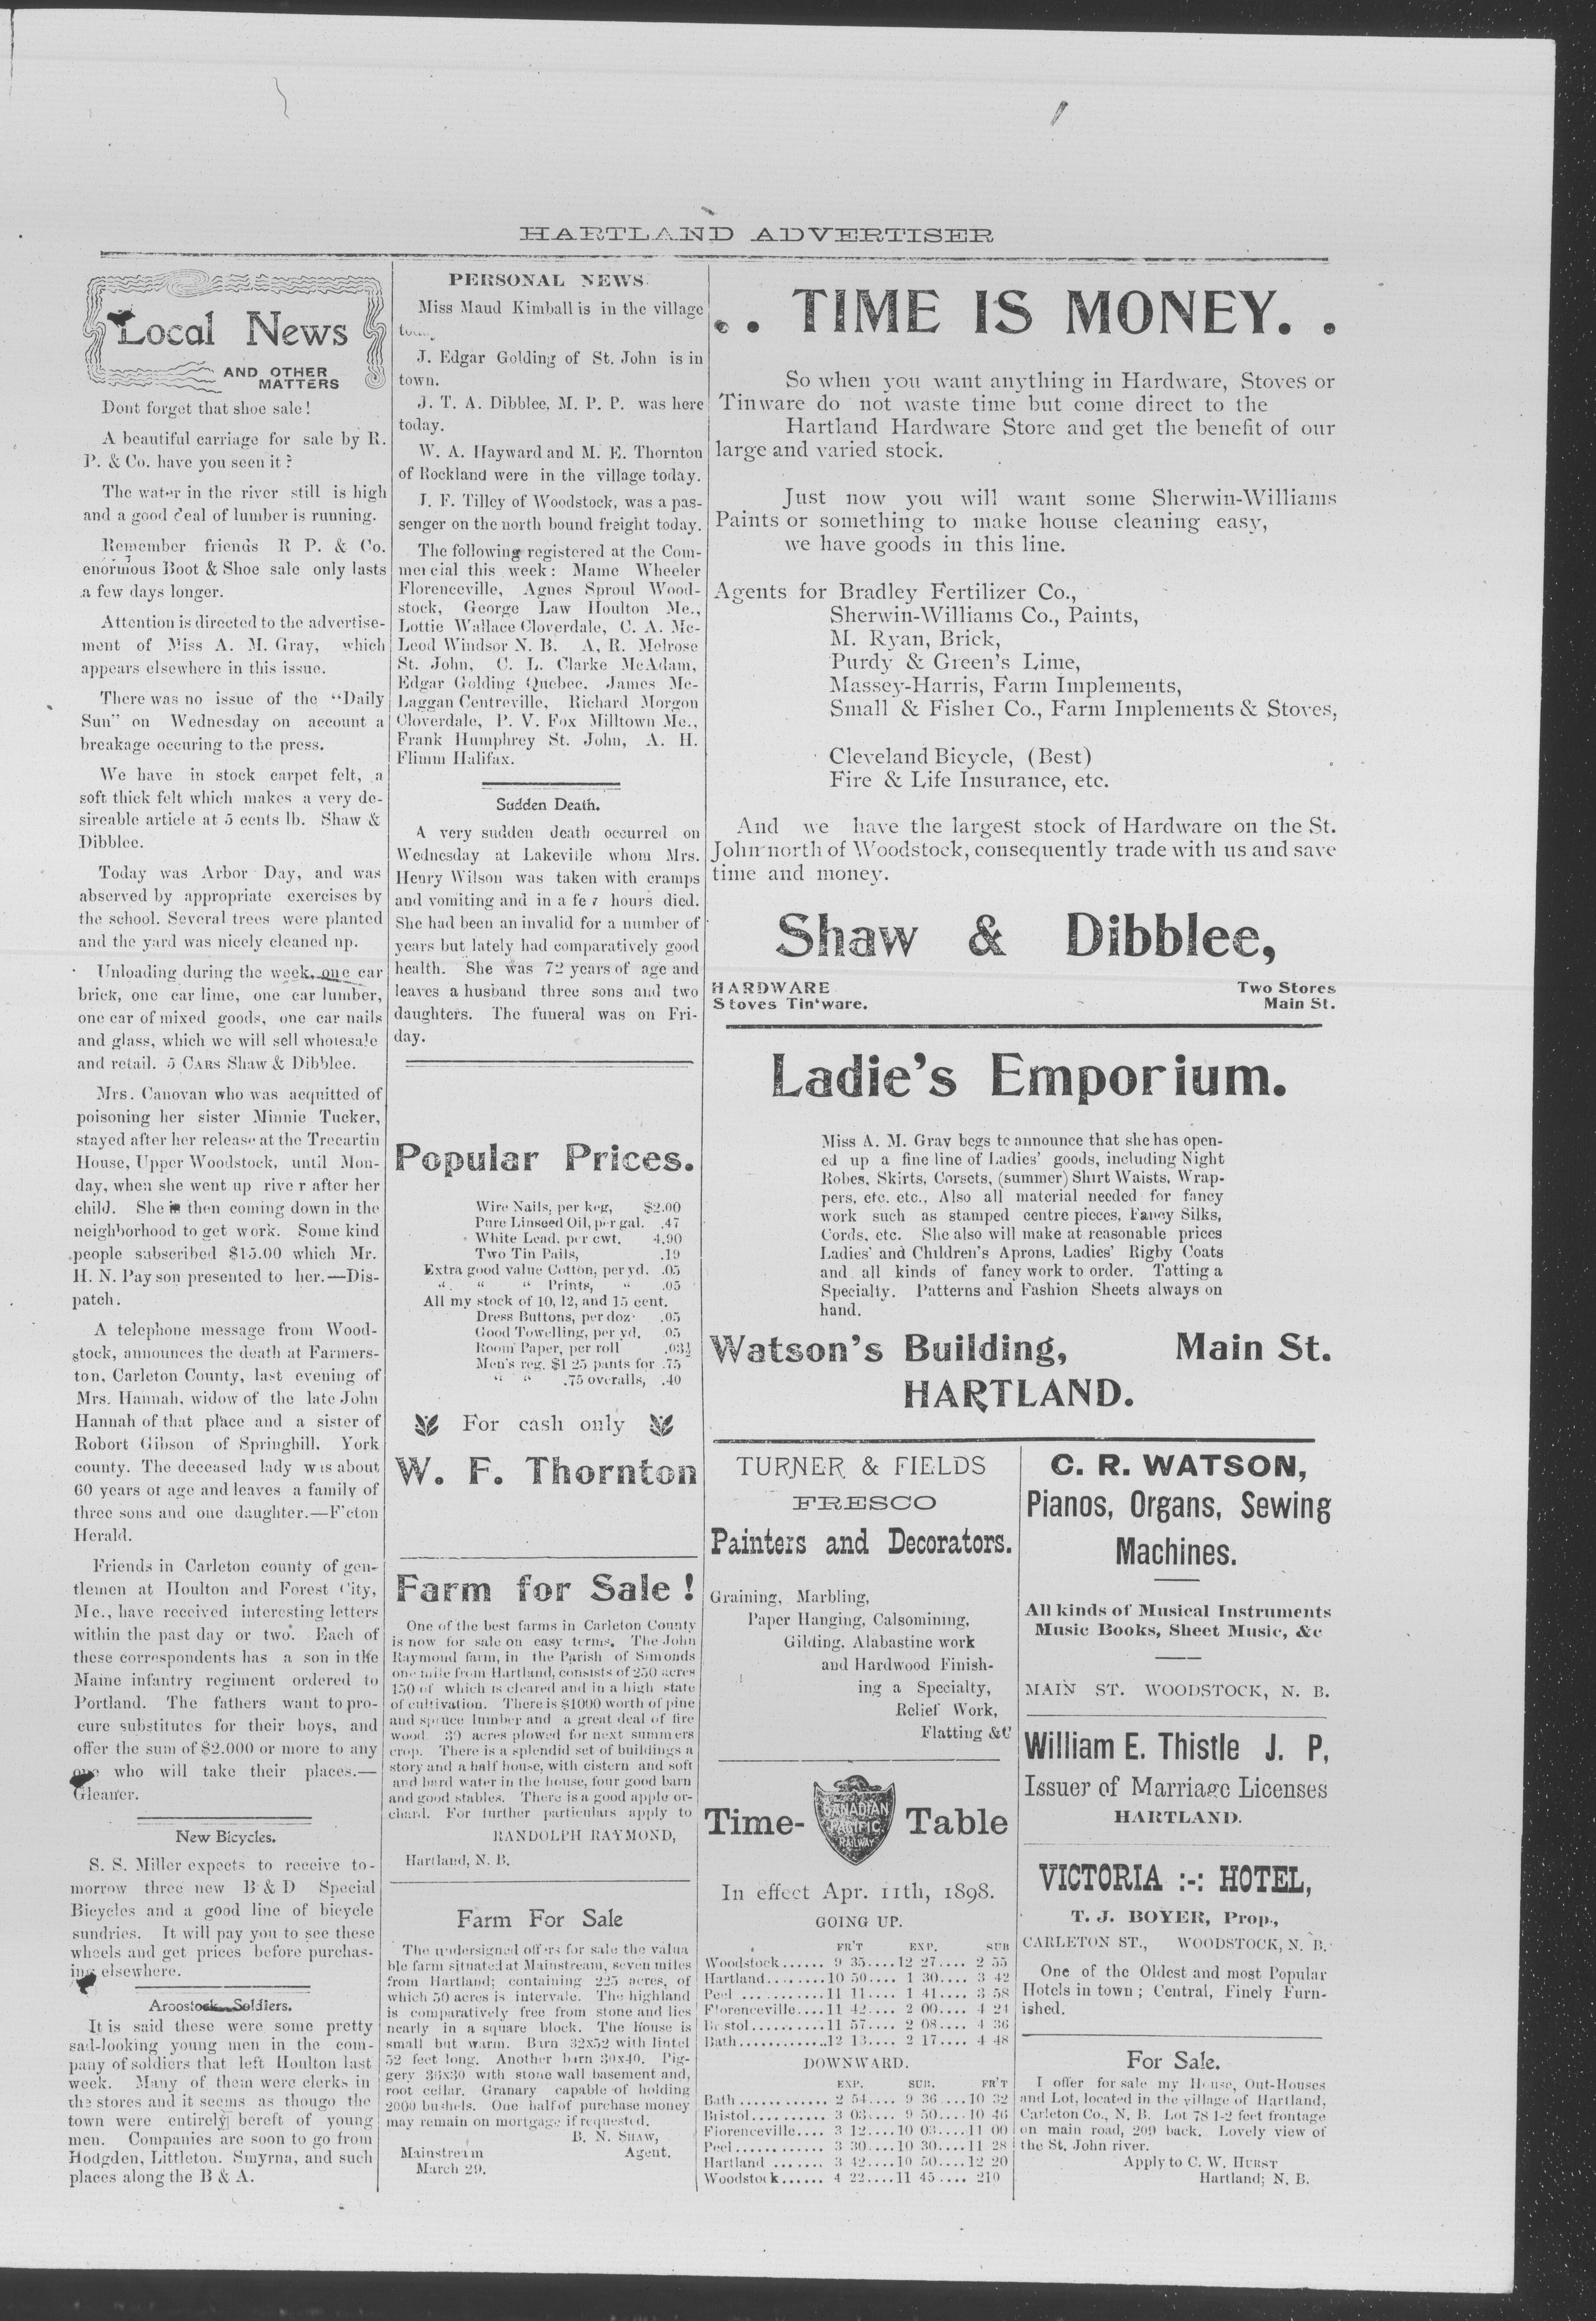 HARTLAND ADVERTISER
Local News
AND OTHER
MATTERS
Dont forget that shoe sale!
A beautiful carriage for sale by R.
P. & Co. have you seen it?
The water in the river still is high
and a good deal of lumber is running.
Remember friends R P. & Co.
enormous Boot & Shoe sale only lasts
a few days longer.
Attention is directed to the advertise-
ment of Miss A. M. Gray, which
appears elsewhere in this issue.
There was no issue of the "Daily
Sun" on Wednesday on account a
breakage occuring to the press.
We have in stock carpet felt, a
soft thick felt which makes a very de-
sireable article at 5 cents lb. Shaw &
Dibblee.
Today was Arbor Day, and was
abserved by appropriate exercises by
the school. Several trees were planted
and the yard was nicely cleaned up.
Unloading during the week, one car
brick, one car lime, one car lumber,
one car of mixed goods, one car nails
and glass, which we will sell wholesale
and retail. 5 CARS Shaw & Dibblee.
Mrs. Canovan who was acquitted of
poisoning her sister Minnie Tucker,
stayed after her release at the Trecartin
House, Upper Woodstock, until Mon-
day, when she went up rive r after her
child. She is then coming down in the
neighborhood to get work. Some kind
people subscribed $15.00 which Mr.
H. N. Payson presented to her.—Dis-
patch.
A telephone message from Wood-
stock, announces the death at Farmers-
ton, Carleton County, last evening of
Mrs. Hannah, widow of the late John
Hannah of that place and a sister of
Robort Gibson of Springhill, York
county. The deceased lady was about
60 years of age and leaves a family of
three sons and one daughter.—F'cton
Herald.
Friends in Carleton county of gen-
tlemen at Houlton and Forest City,
Me., have received interesting letters
within the past day or two. Each of
these correspondents has a son in the
Maine infantry regiment ordered to
Portland. The fathers want to pro-
cure substitutes for their boys, and
offer the sum of $2.000 or more to any
one who will take their places.—
Gleaner.
New Bicycles.
S. S. Miller expects to receive to-
morrow three new B & D Special
Bicycles and a good line of bicycle
sundries. It will pay you to see these
wheels and get prices before purchas-
ing elsewhere.
Aroostook Soldiers.
It is said these were some pretty
sad-looking young men in the com-
pany of soldiers that left Houlton last
week. Many of them were clerks in
the stores and it seems as thougo the
town were entirely bereft of young
men. Companies are soon to go from
Hodgden, Littleton. Smyrna, and such
places along the B & A.
PERSONAL NEWS.
Miss Maud Kimball is in the village
J. Edgar Golding of St. John is in
town.
J. T. A. Dibblee, M. P. P. was here
today.
W. A. Hayward and M. E. Thornton
of Rockland were in the village today.
J. F. Tilley of Woodstock, was a pas-
senger on the north bound freight today.
The following registered at the Com-
mercial this week: Mame Wheeler
Florenceville, Agnes Sproul Wood-
stock, George Law Houlton Me.,
Lottie Wallace Cloverdale, C. A. Mc-
Leod Windsor N. B. A, R. Melrose
St. John, C. L. Clarke McAdam,
Edgar Golding Quebec. James Mc-
Laggan Centreville, Richard Morgon
Cloverdale, P. V. Fox Milltown Me.,
Frank Humphrey St. John, A. H.
Flimm Halifax.
Sudden Death.
A very sudden death occurred on
Wednesday at Lakeville whom Mrs.
Henry Wilson was taken with cramps
and vomiting and in a few hours died.
She had been an invalid for a number of
years but lately had comparatively good
health. She was 72 years of age and
leaves a husband three sons and two
daughters. The funeral was on Fri-
day.
Popular Prices.
Wire Nails, per keg, $2.00
Pure Linseed Oil, per gal. .47
White Lead, per cwt. 4.90
Two Tin Pails, .19
Extra good value Cotton, per yd. .05
" " " Prints, " .05
All my stock of 10, 12, and 15 cent.
Dress Buttons, per doz .05
Good Towelling, per yd. 05
Room Paper, per roll .03½
Men's reg. $1 25 pants for .75
" " .75 overalls, .40
For cash only
W. F. Thornton
Farm for Sale!
One of the best farms in Carleton County
is now for sale on easy terms. The John
Raymond farm, in the Parish of Simonds
one mile from Hartland, consists of 250 acres
150 of which is cleared and in a high state
of cultivation. There is $1000 worth of pine
and spruce lumber and a great deal of fire
wood 39 acres plowed for next summers
crop. There is a splendid set of buildings a
story and a half house, with cistern and soft
and hard water in the house, four good barn
and good stables. There is a good apple or-
chard. For further particulars apply to
RANDOLPH RAYMOND,
Hartland, N. B.
Farm For Sale
The undersigned offers for sale the valua
ble farm situated at Mainstream, seven miles
from Hartland; containing 225 acres, of
which 50 acres is intervale. The highland
is comparatively free from stone and lies
nearly in a square block. The house is
small but warm. Barn 32x52 with lintel
52 feet long. Another barn 30x40. Pig-
gery 36x30 with stone wall basement and,
root cellar. Granary capable of holding
2000 bushels. One half of purchase money
may remain on mortgage if requested.
B. N. SHAW,
Mainstream Agent.
March 29.
. . TIME IS MONEY. .
So when you want anything in Hardware, Stoves or
Tinware do not waste time but come direct to the
Hartland Hardware Store and get the benefit of our
large and varied stock.
Just now you will want some Sherwin-Williams
Paints or something to make house cleaning easy,
we have goods in this line.
Agents for Bradley Fertilizer Co.,
Sherwin-Williams Co., Paints,
M. Ryan, Brick,
Purdy & Green's Lime,
Massey-Harris, Farm Implements,
Small & Fisher Co., Farm Implements & Stoves,
Cleveland Bicycle, (Best)
Fire & Life Insurance, etc.
And we have the largest stock of Hardware on the St.
John north of Woodstock, consequently trade with us and save
time and money.
Shaw & Dibblee,
HARDWARE Two Stores
Stoves Tin'ware. Main St.
Ladie's Emporium.
Miss A. M. Gray begs to announce that she has open-
ed up a fine line of Ladies' goods, including Night
Robes, Skirts, Corsets, (summer) Shirt Waists, Wrap-
pers, etc. etc., Also all material needed for fancy
work such as stamped centre pieces, Fancy Silks,
Cords, etc. She also will make at reasonable prices
Ladies' and Children's Aprons, Ladies' Rigby Coats
and all kinds of fancy work to order. Tatting a
Specialty. Patterns and Fashion Sheets always on
hand.
Watson's Building, Main St.
HARTLAND.
TURNER & FIELDS
FRESCO
Painters and Decorators.
Graining, Marbling,
Paper Hanging, Calsomining,
Gilding, Alabastine work
and Hardwood Finish-
ing a Specialty,
Relief Work,
Flatting &C
Time- Table
CANADIAN
PACIFIC
RAILWAY
In effect Apr. 11th, 1898.
GOING UP.
FR'T EXP. SUB
Woodstock...... 9 35....12 27.... 2 55
Hartland........10 50.... 1 30.... 3 42
Peel ...........11 11.... 1 41.... 3 58
Florenceville....11 42.... 2 00.... 4 24
Bristol..........11 57.... 2 08.... 4 36
Bath............12 13.... 2 17.... 4 48
DOWNWARD.
EXP. SUB. FR'T
Bath ............ 2 54.... 9 36 ....10 32
Bristol.......... 3 03.... 9 50....10 46
Florenceville.... 3 12....10 03....11 00
Peel............ 3 30....10 30....11 28
Hartland ....... 3 42....10 50....12 20
Woodstock...... 4 22....11 45.... 210
C. R. WATSON,
Pianos, Organs, Sewing
Machines.
All kinds of Musical Instruments
Music Books, Sheet Music, &c
MAIN ST. WOODSTOCK, N. B.
William E. Thistle J. P,
Issuer of Marriage Licenses
HARTLAND.
VICTORIA :-: HOTEL,
T. J. BOYER, Prop.,
CARLETON ST., WOODSTOCK, N. B.
One of the Oldest and most Popular
Hotels in town; Central, Finely Furn-
ished.
For Sale.
I offer for sale my House, Out-Houses
and Lot, located in the village of Hartland,
Carleton Co., N. B. Lot 78 1-2 feet frontage
on main road, 209 back. Lovely view of
the St. John river.
Apply to C. W. HURST
Hartland; N. B.